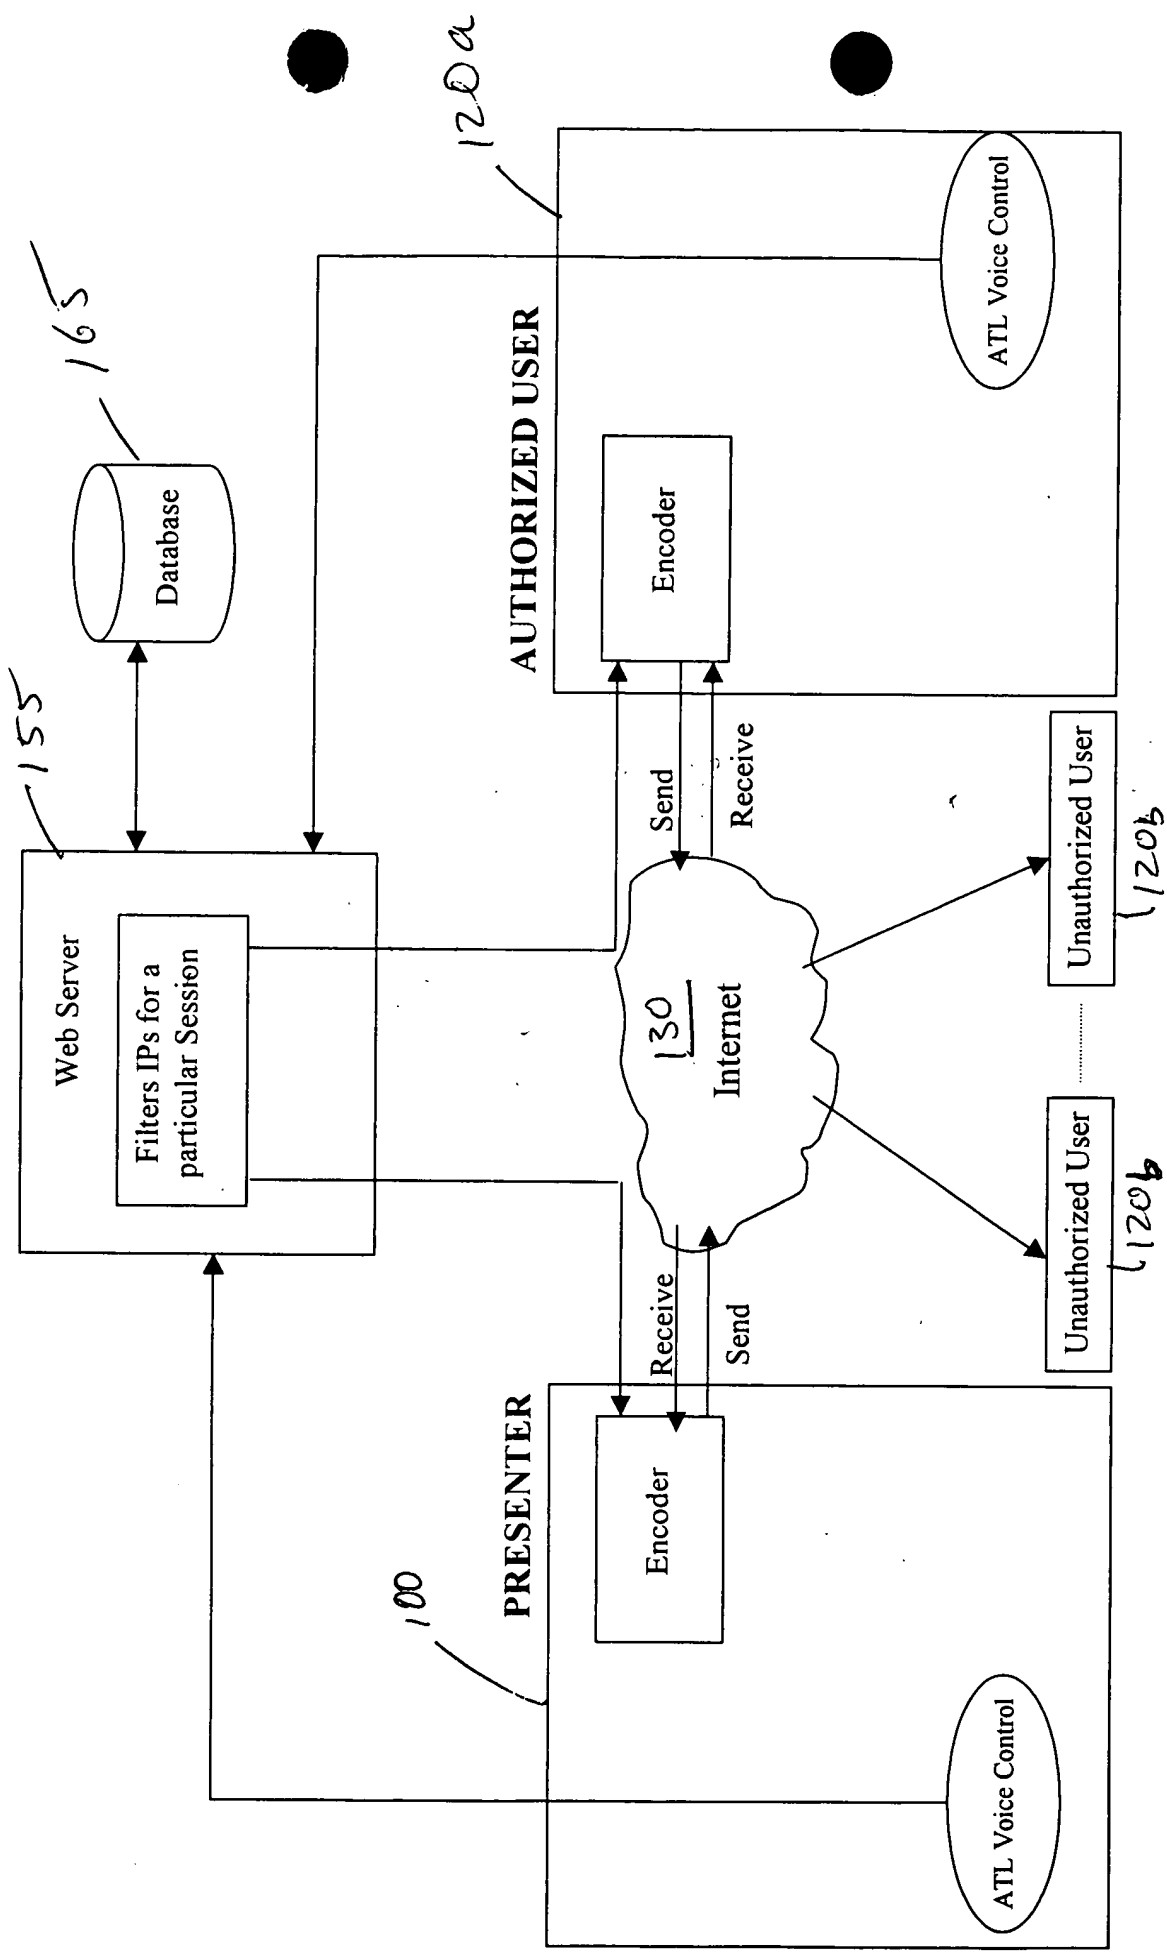 155
165
Web Server
Filters IPs for a
particular Session
Database
120a
100
PRESENTER
AUTHORIZED USER
Encoder
Receive
Send
130
Internet
Send
Receive
Encoder
ATL Voice Control
Unauthorized User
120b
Unauthorized User
120b
ATL Voice Control